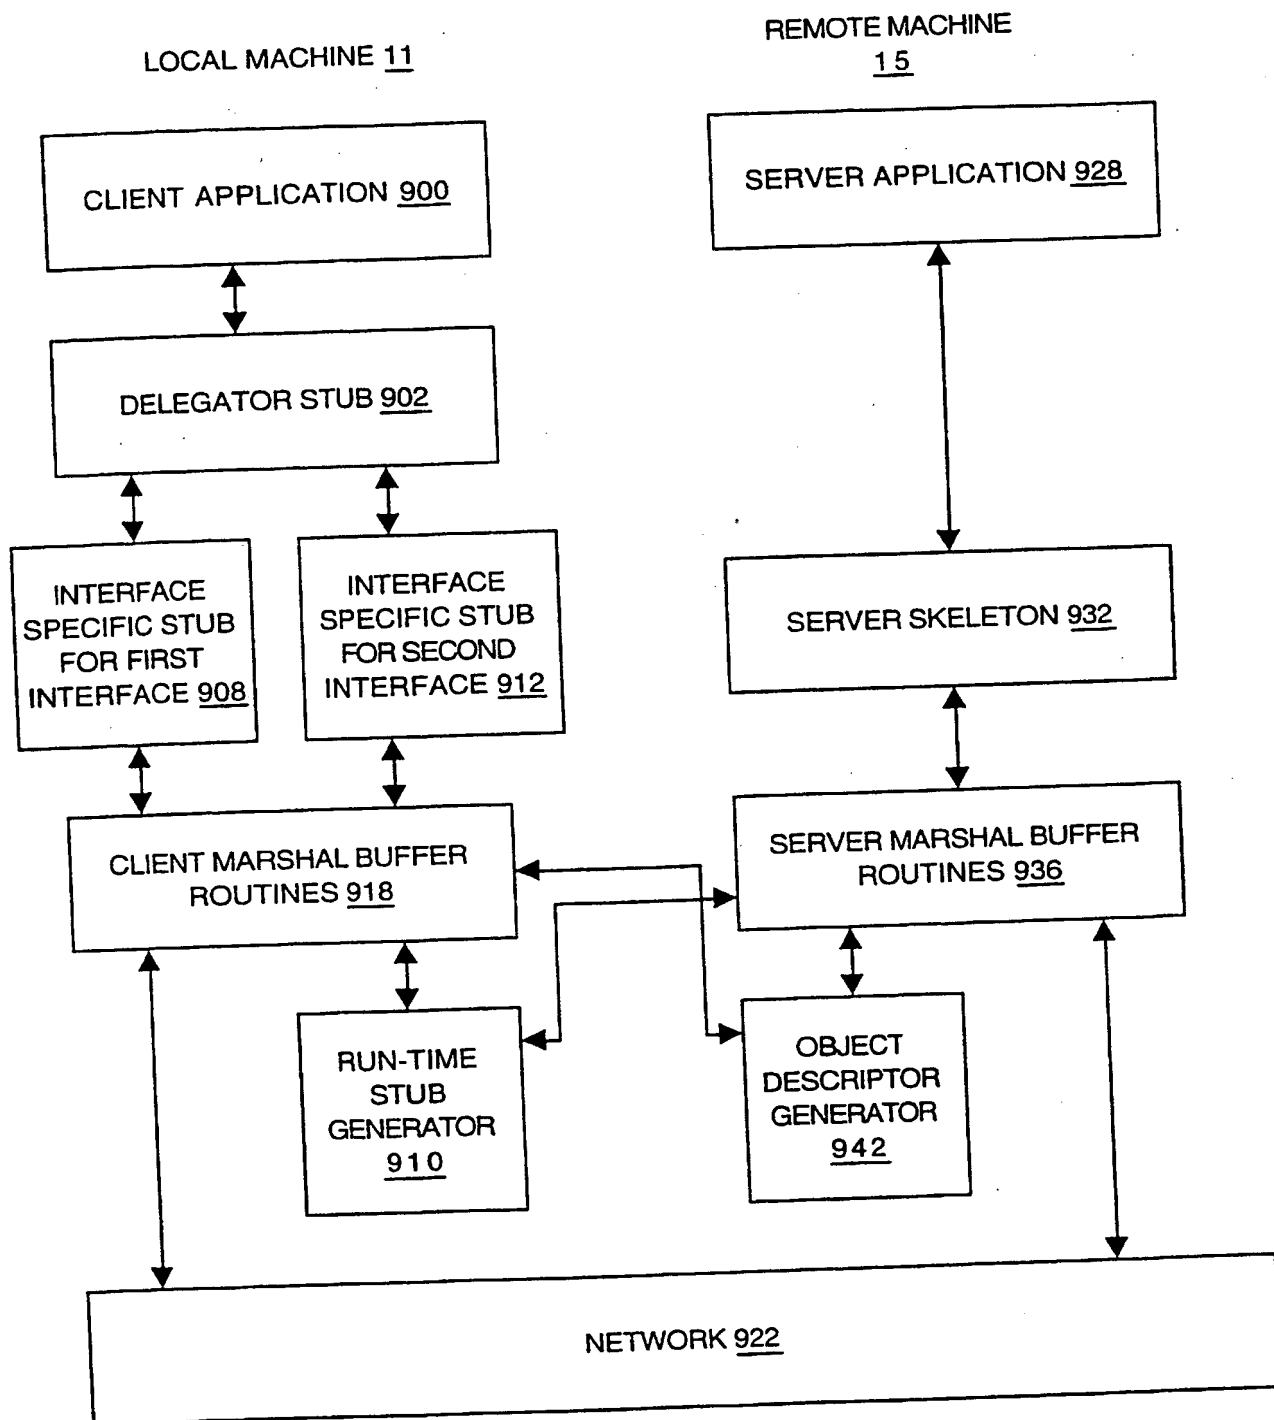 LOCAL MACHINE 11
REMOTE MACHINE
15
CLIENT APPLICATION 900
SERVER APPLICATION 928
DELEGATOR STUB 902
INTERFACE
SPECIFIC STUB
FOR FIRST
INTERFACE 908
INTERFACE
SPECIFIC STUB
FOR SECOND
INTERFACE 912
SERVER SKELETON 932
CLIENT MARSHAL BUFFER
ROUTINES 918
SERVER MARSHAL BUFFER
ROUTINES 936
RUN-TIME
STUB
GENERATOR
910
OBJECT
DESCRIPTOR
GENERATOR
942
NETWORK 922